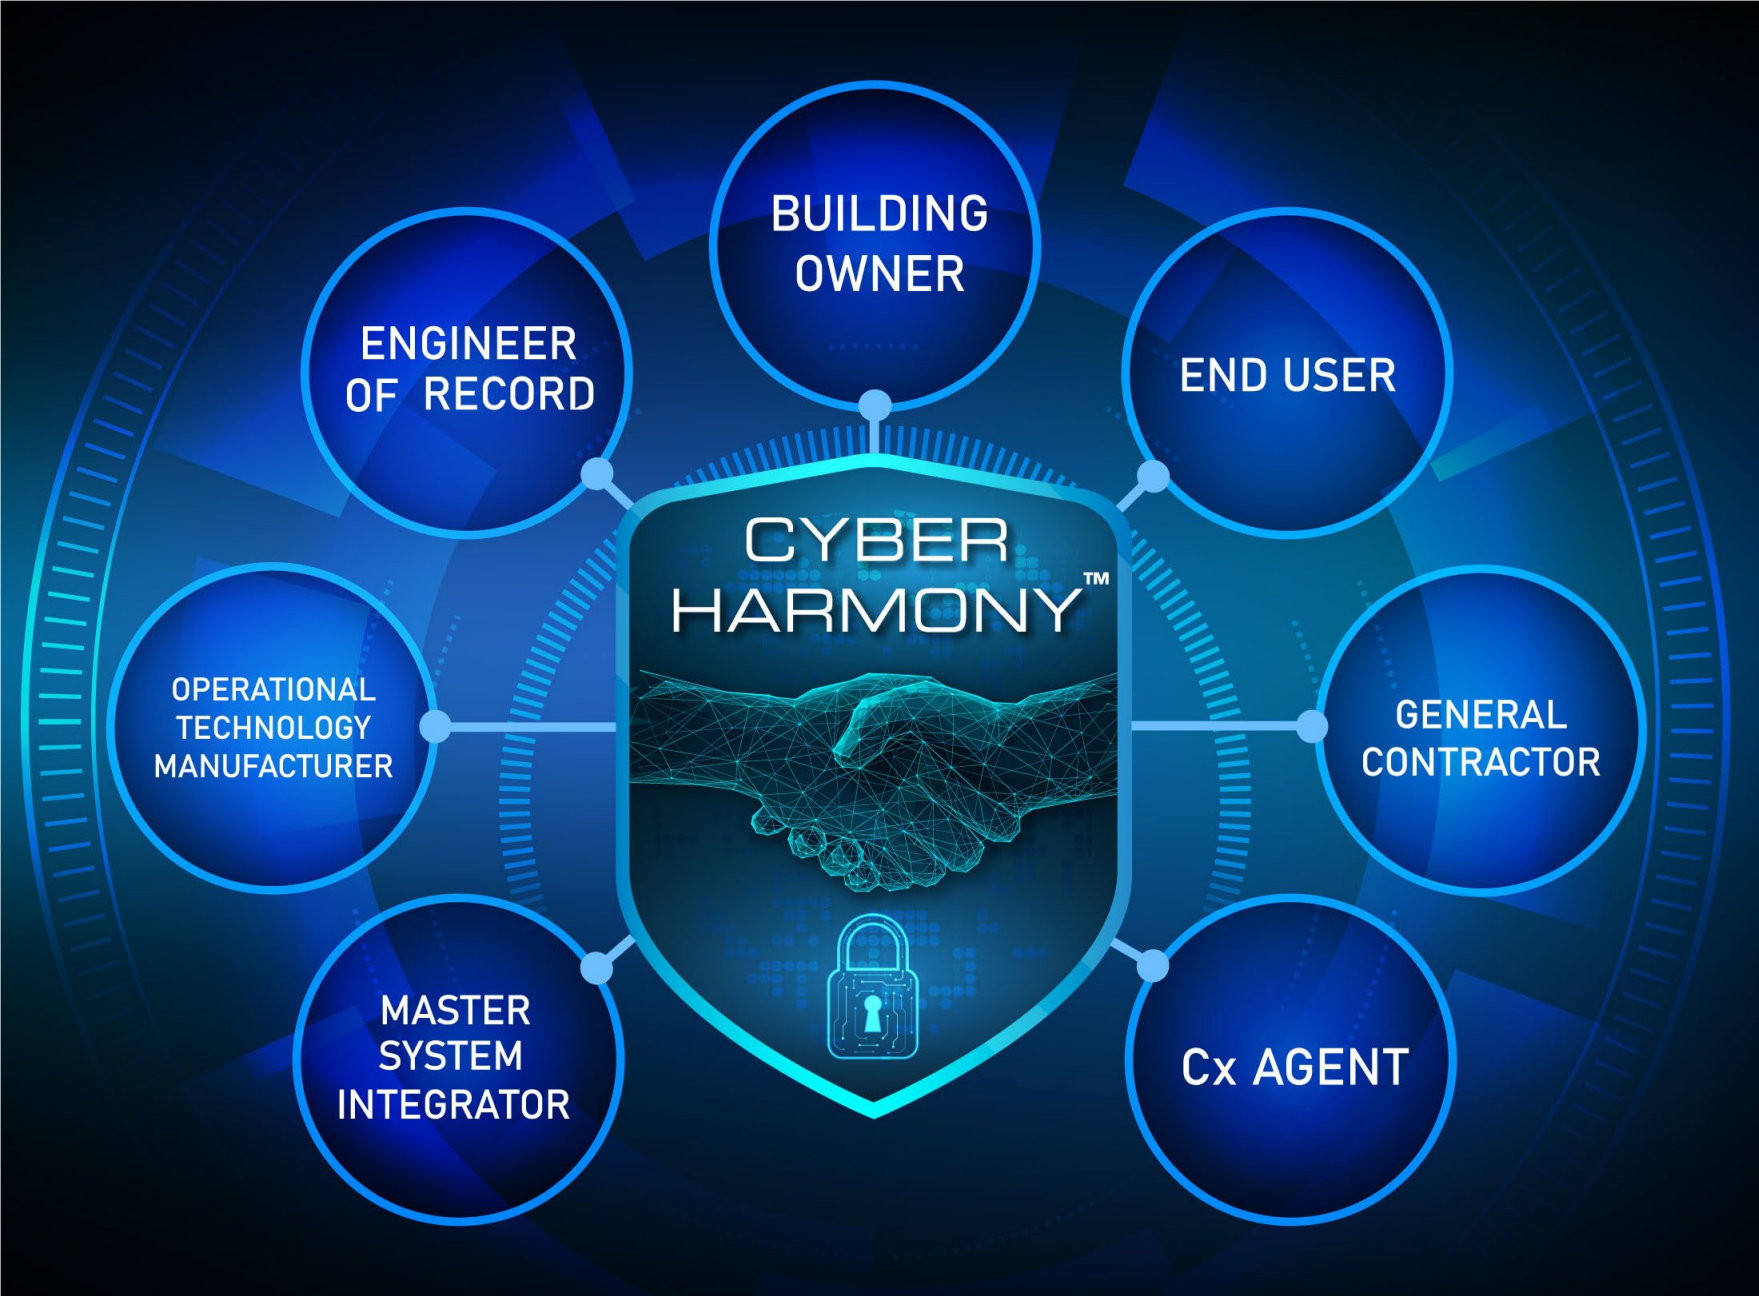 BUILDING
OWNER
ENGINEER
OF RECORD
END USER
CYBER
HARMONY™
OPERATIONAL
TECHNOLOGY
MANUFACTURER
GENERAL
CONTRACTOR
MASTER
SYSTEM
INTEGRATOR
Cx AGENT